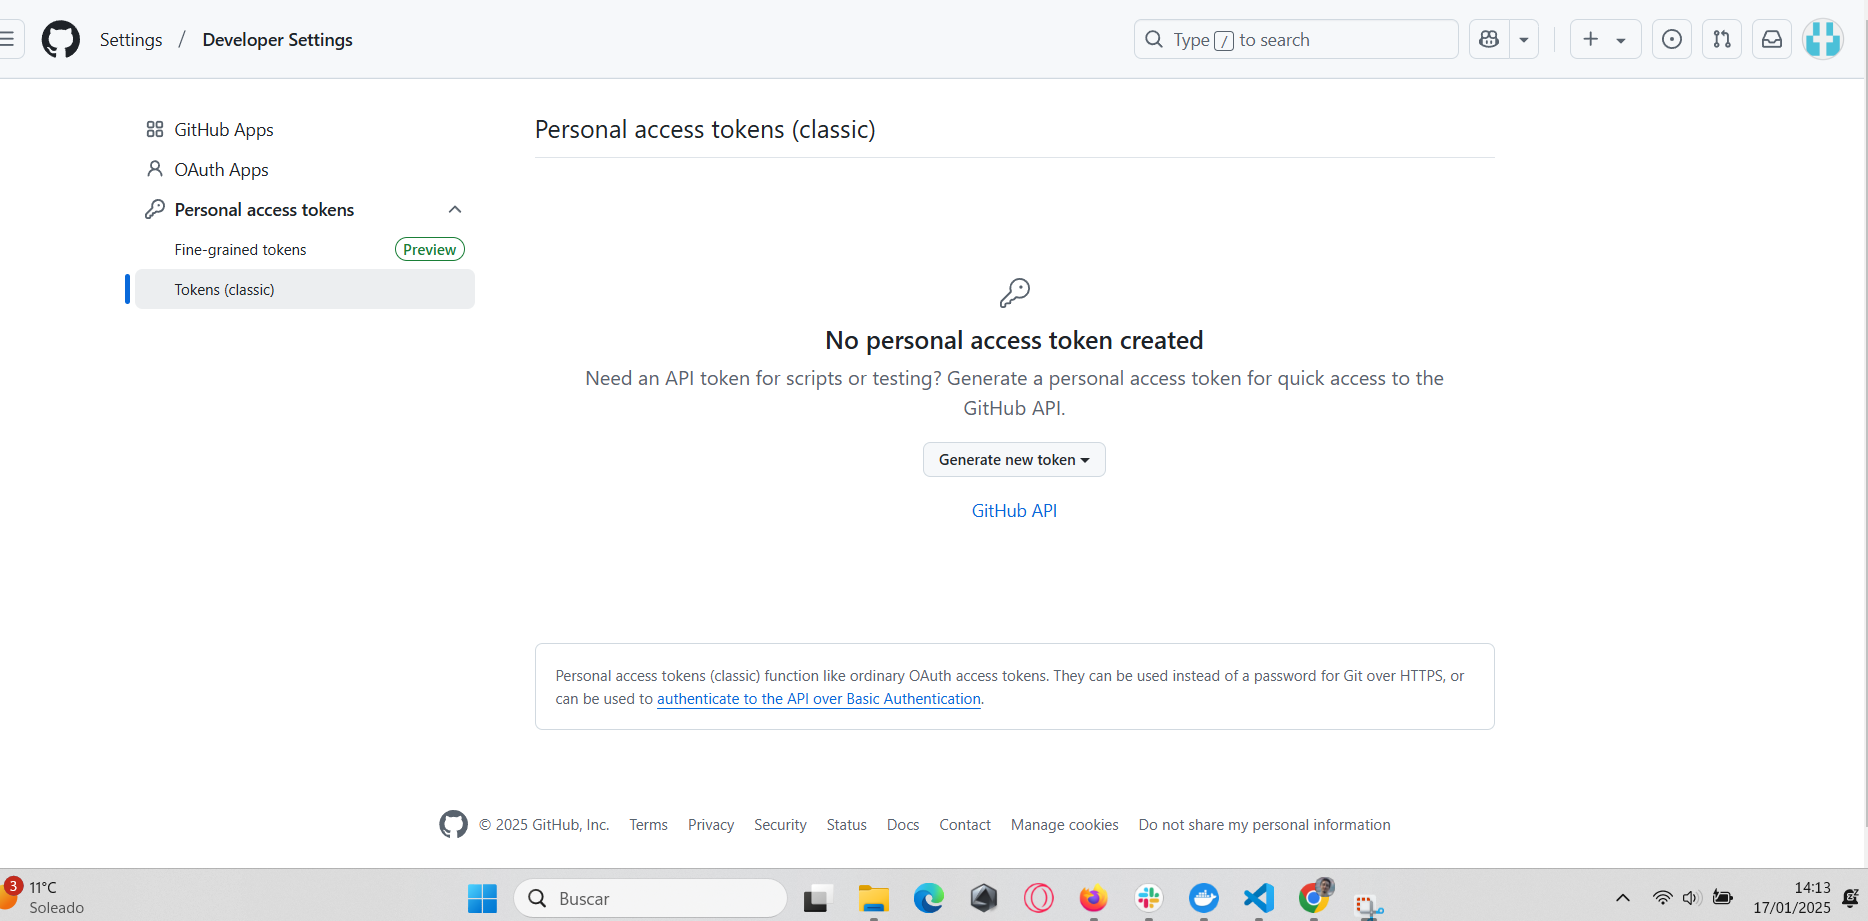 Settings / Developer Settings
Type / to search
GitHub Apps
OAuth Apps
Personal access tokens
Fine-grained tokens Preview
Tokens (classic)
Personal access tokens (classic)
No personal access token created
Need an API token for scripts or testing? Generate a personal access token for quick access to the
GitHub API.
Generate new token
GitHub API
Personal access tokens (classic) function like ordinary OAuth access tokens. They can be used instead of a password for Git over HTTPS, or
can be used to authenticate to the API over Basic Authentication.
© 2025 GitHub, Inc. Terms Privacy Security Status Docs Contact Manage cookies Do not share my personal information
3
11°C
Soleado
Buscar
14:13
17/01/2025